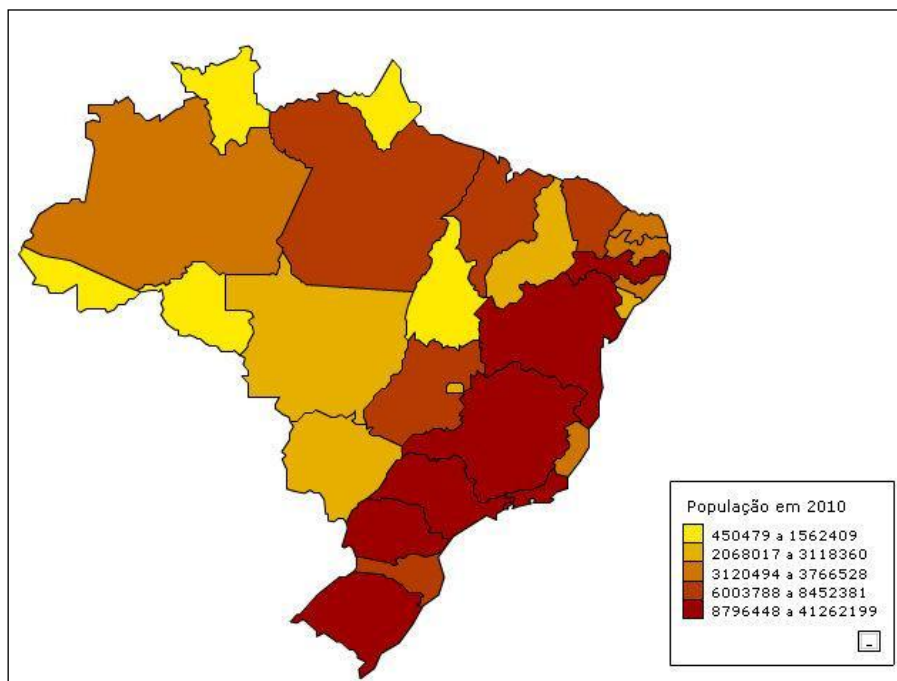 População em 2010
450479 a 1562409
2068017 a 3118360
3120494 a 3766528
6003788 a 8452381
8796448 a 41262199
-